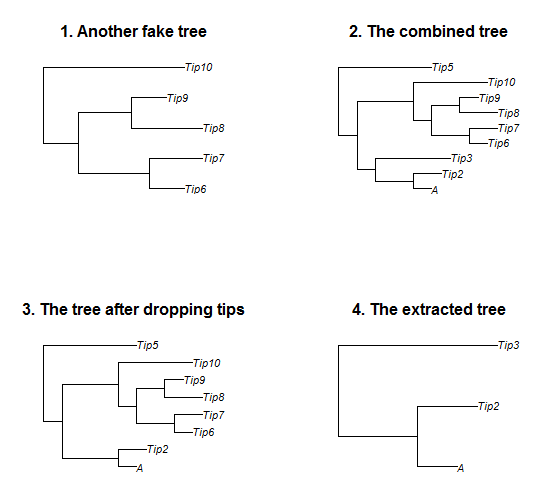 1. Another fake tree
Tip10
Tip9
Tip8
Tip7
Tip6
2. The combined tree
Tip5
Tip10
Tip9
Tip8
Tip7
Tip6
Tip3
Tip2
A
3. The tree after dropping tips
Tip5
Tip10
Tip9
Tip8
Tip7
Tip6
Tip2
A
4. The extracted tree
Tip3
Tip2
A